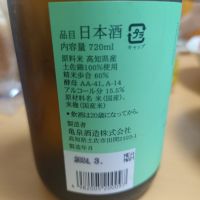 品目 日本酒
内容量 720ml
キャップ
原料米 高知県産
土佐麗100%使用
精米歩合 60%
酵母 AA-41, A-14
アルコール分 15.5%
原材料名 米(国産)、
米麹(国産米)
•飲酒は20歳になってから。
製造者
亀泉酒造株式会社
高知県土佐市出間2123-1
製造年月